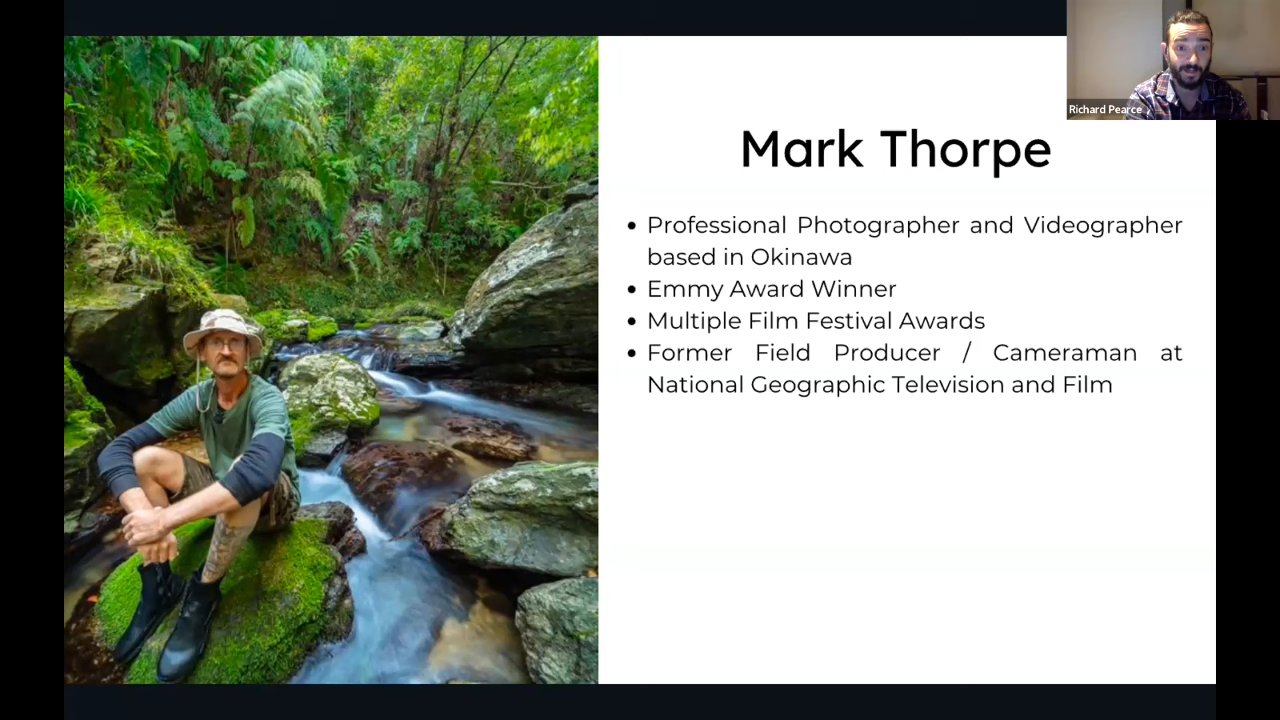 Richard Pearce
Mark Thorpe
• Professional Photographer and Videographer
based in Okinawa
• Emmy Award Winner
• Multiple Film Festival Awards
• Former Field Producer / Cameraman at
National Geographic Television and Film